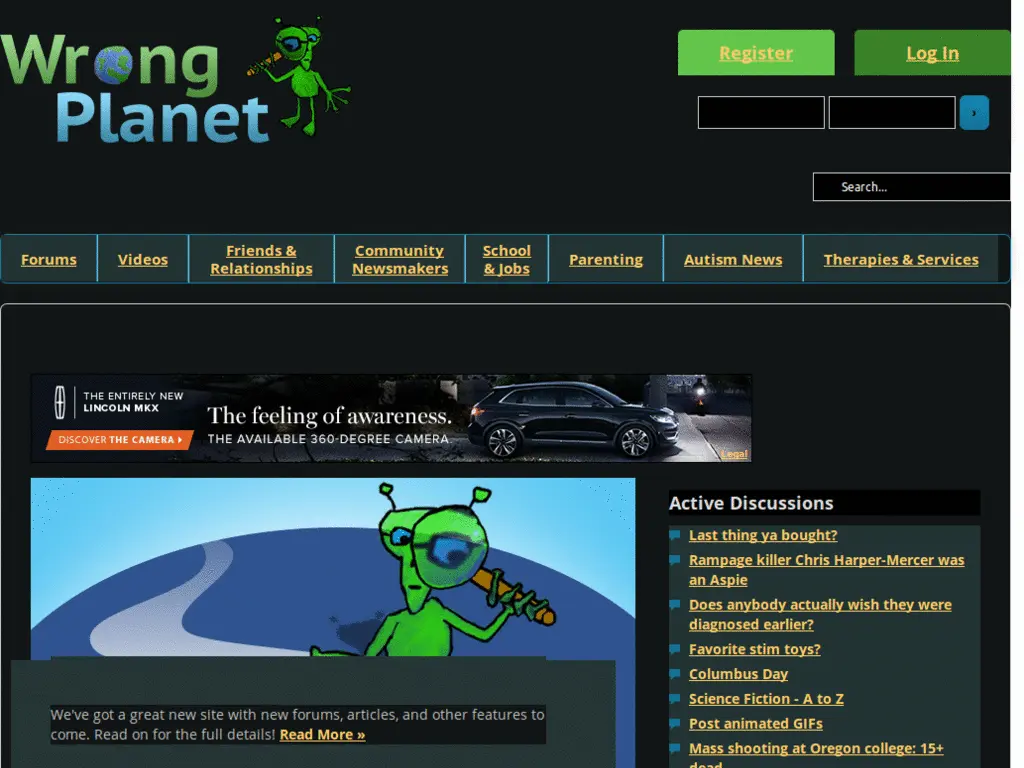 Wrong
Planet
Register
Log In
›
Search...
Forums
Videos
Friends &
Relationships
Community
Newsmakers
School
& Jobs
Parenting
Autism News
Therapies & Services
THE ENTIRELY NEW
LINCOLN MKX
DISCOVER THE CAMERA
The feeling of awareness.
THE AVAILABLE 360-DEGREE CAMERA.
Legal
We've got a great new site with new forums, articles, and other features to
come. Read on for the full details! Read More »
Active Discussions
Last thing ya bought?
Rampage killer Chris Harper-Mercer was
an Aspie
Does anybody actually wish they were
diagnosed earlier?
Favorite stim toys?
Columbus Day
Science Fiction - A to Z
Post animated GIFs
Mass shooting at Oregon college: 15+
dead